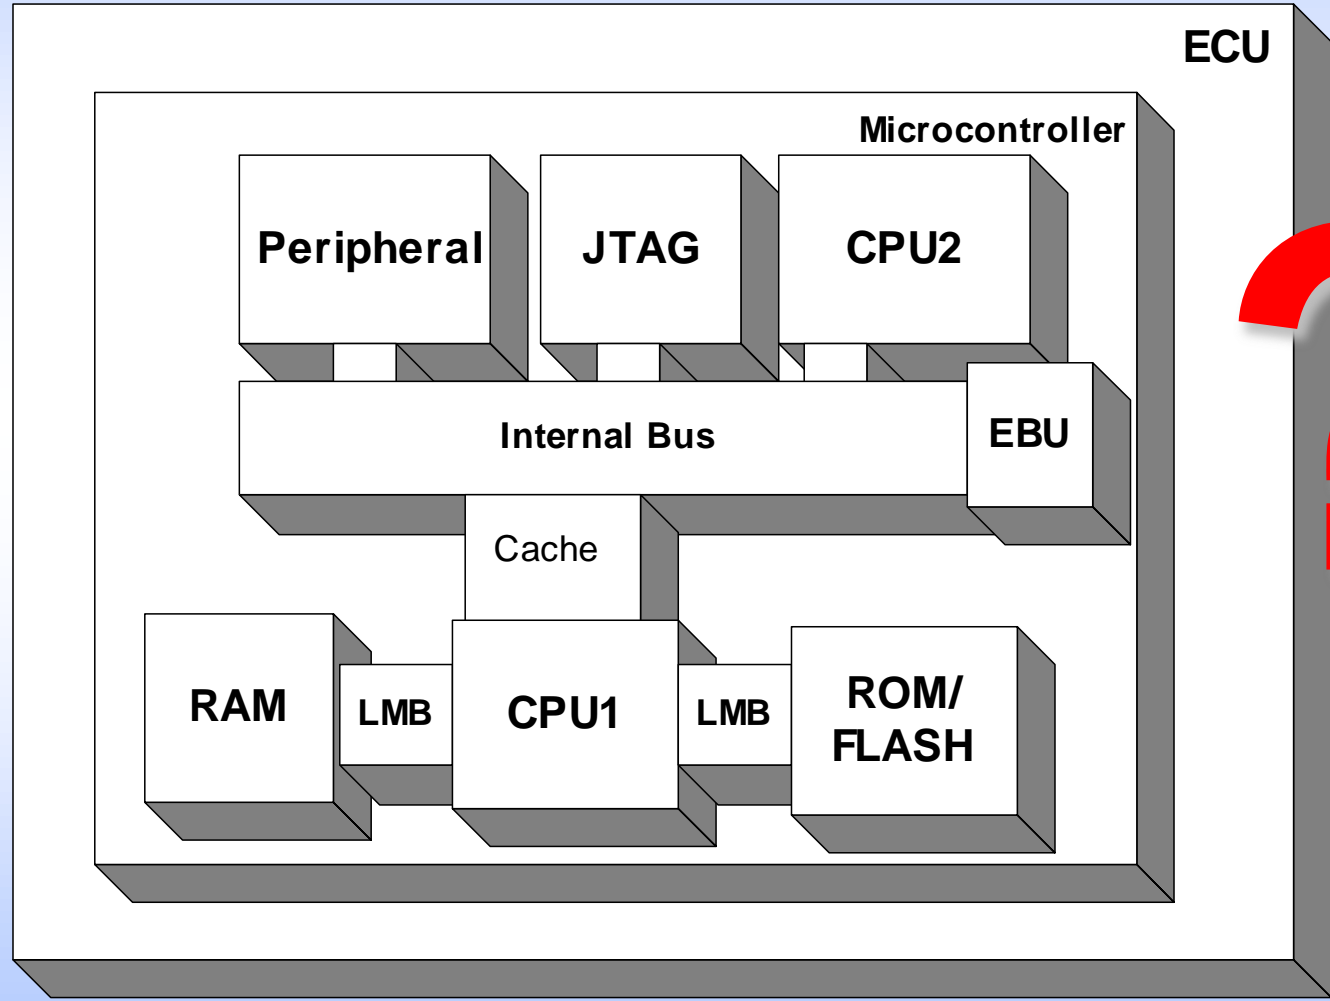 ECU
Microcontroller
Peripheral
JTAG
CPU2
Internal Bus
EBU
Cache
RAM
LMB
CPU1
LMB
ROM/
FLASH